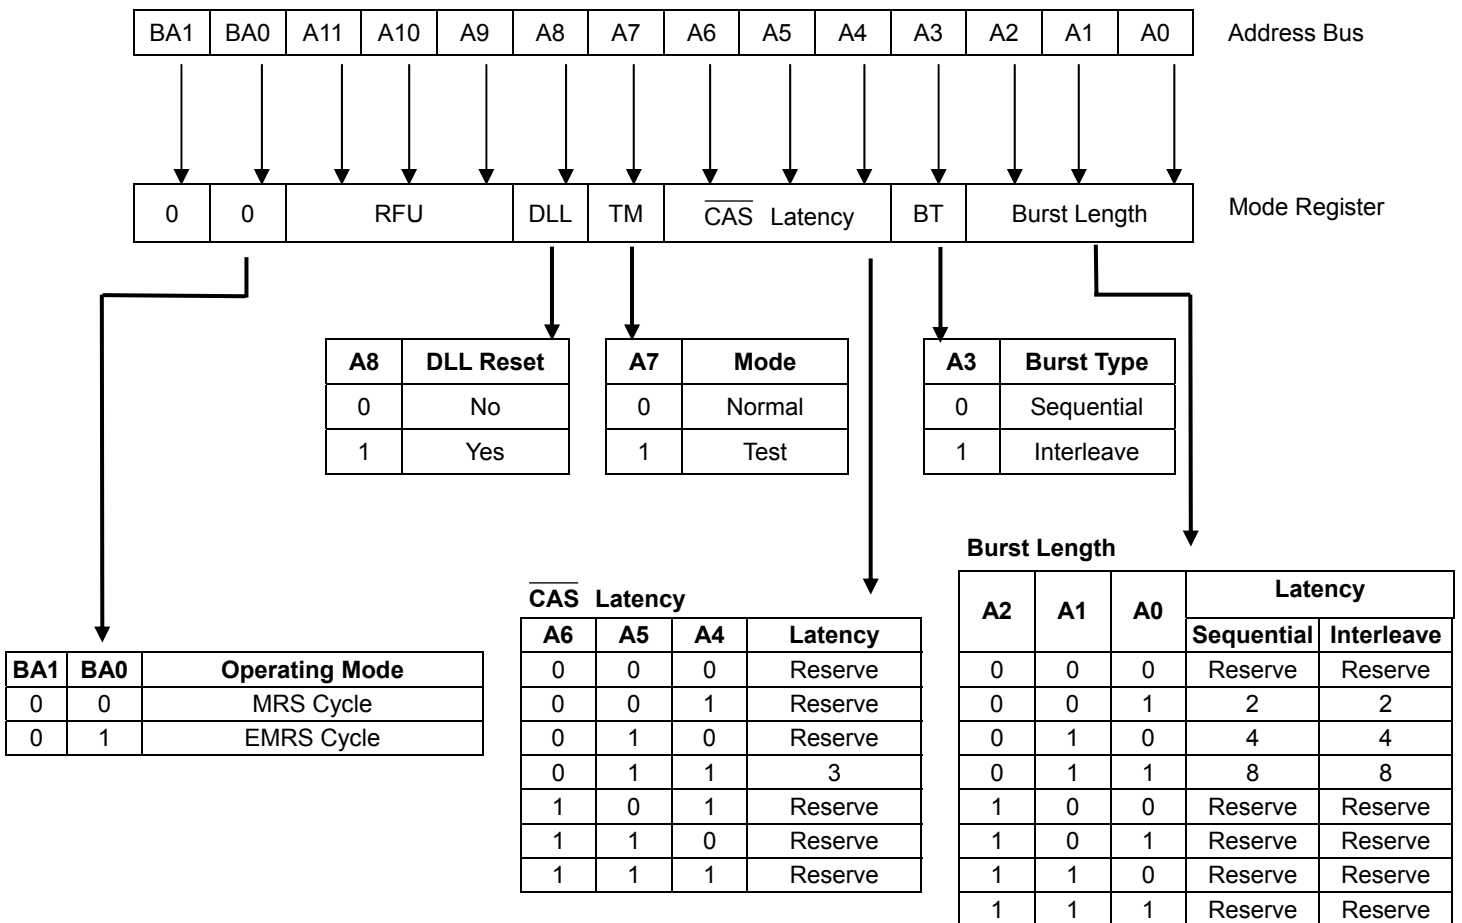 BA1 BA0 A11 A10 A9 A8 A7 A6 A5 A4 A3 A2 A1 A0 Address Bus
0 0 RFU DLL TM CAS Latency BT Burst Length Mode Register
A8 DLL Reset
0 No
1 Yes
A7 Mode
0 Normal
1 Test
A3 Burst Type
0 Sequential
1 Interleave
BA1 BA0 Operating Mode
0 0 MRS Cycle
0 1 EMRS Cycle
CAS Latency
A6 A5 A4 Latency
0 0 0 Reserve
0 0 1 Reserve
0 1 0 Reserve
0 1 1 3
1 0 1 Reserve
1 1 0 Reserve
1 1 1 Reserve
Burst Length
A2 A1 A0 Latency
Sequential Interleave
0 0 0 Reserve Reserve
0 0 1 2 2
0 1 0 4 4
0 1 1 8 8
1 0 0 Reserve Reserve
1 0 1 Reserve Reserve
1 1 0 Reserve Reserve
1 1 1 Reserve Reserve